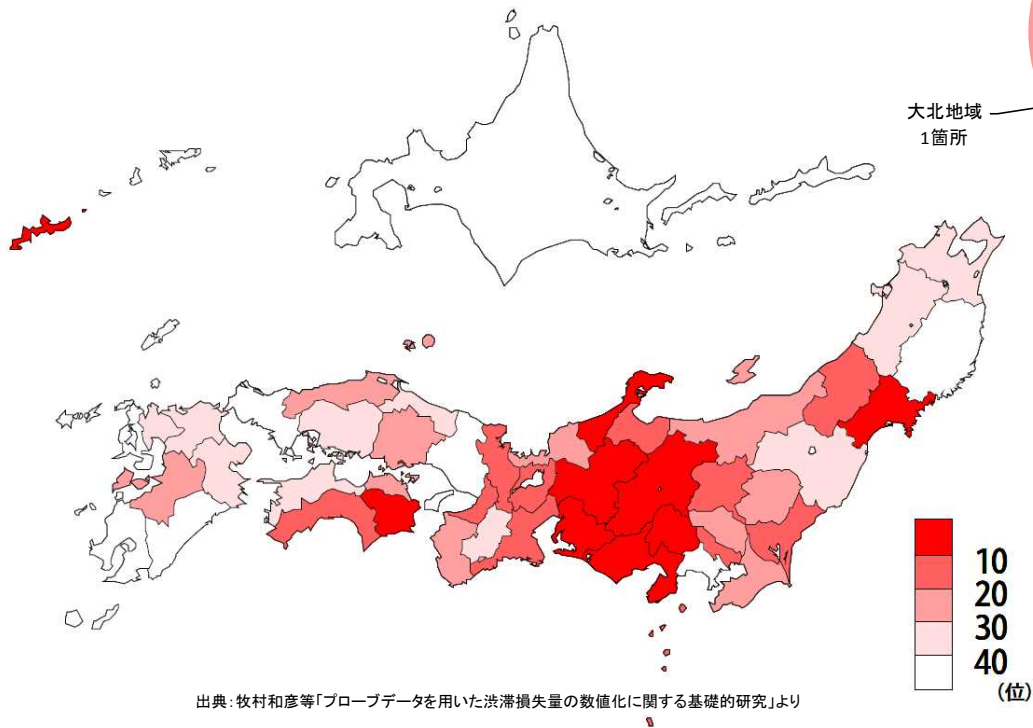 大北地域
1箇所
10
20
30
40
(位)
出典:牧村和彦等「プローブデータを用いた渋滞損失量の数値化に関する基礎的研究」より